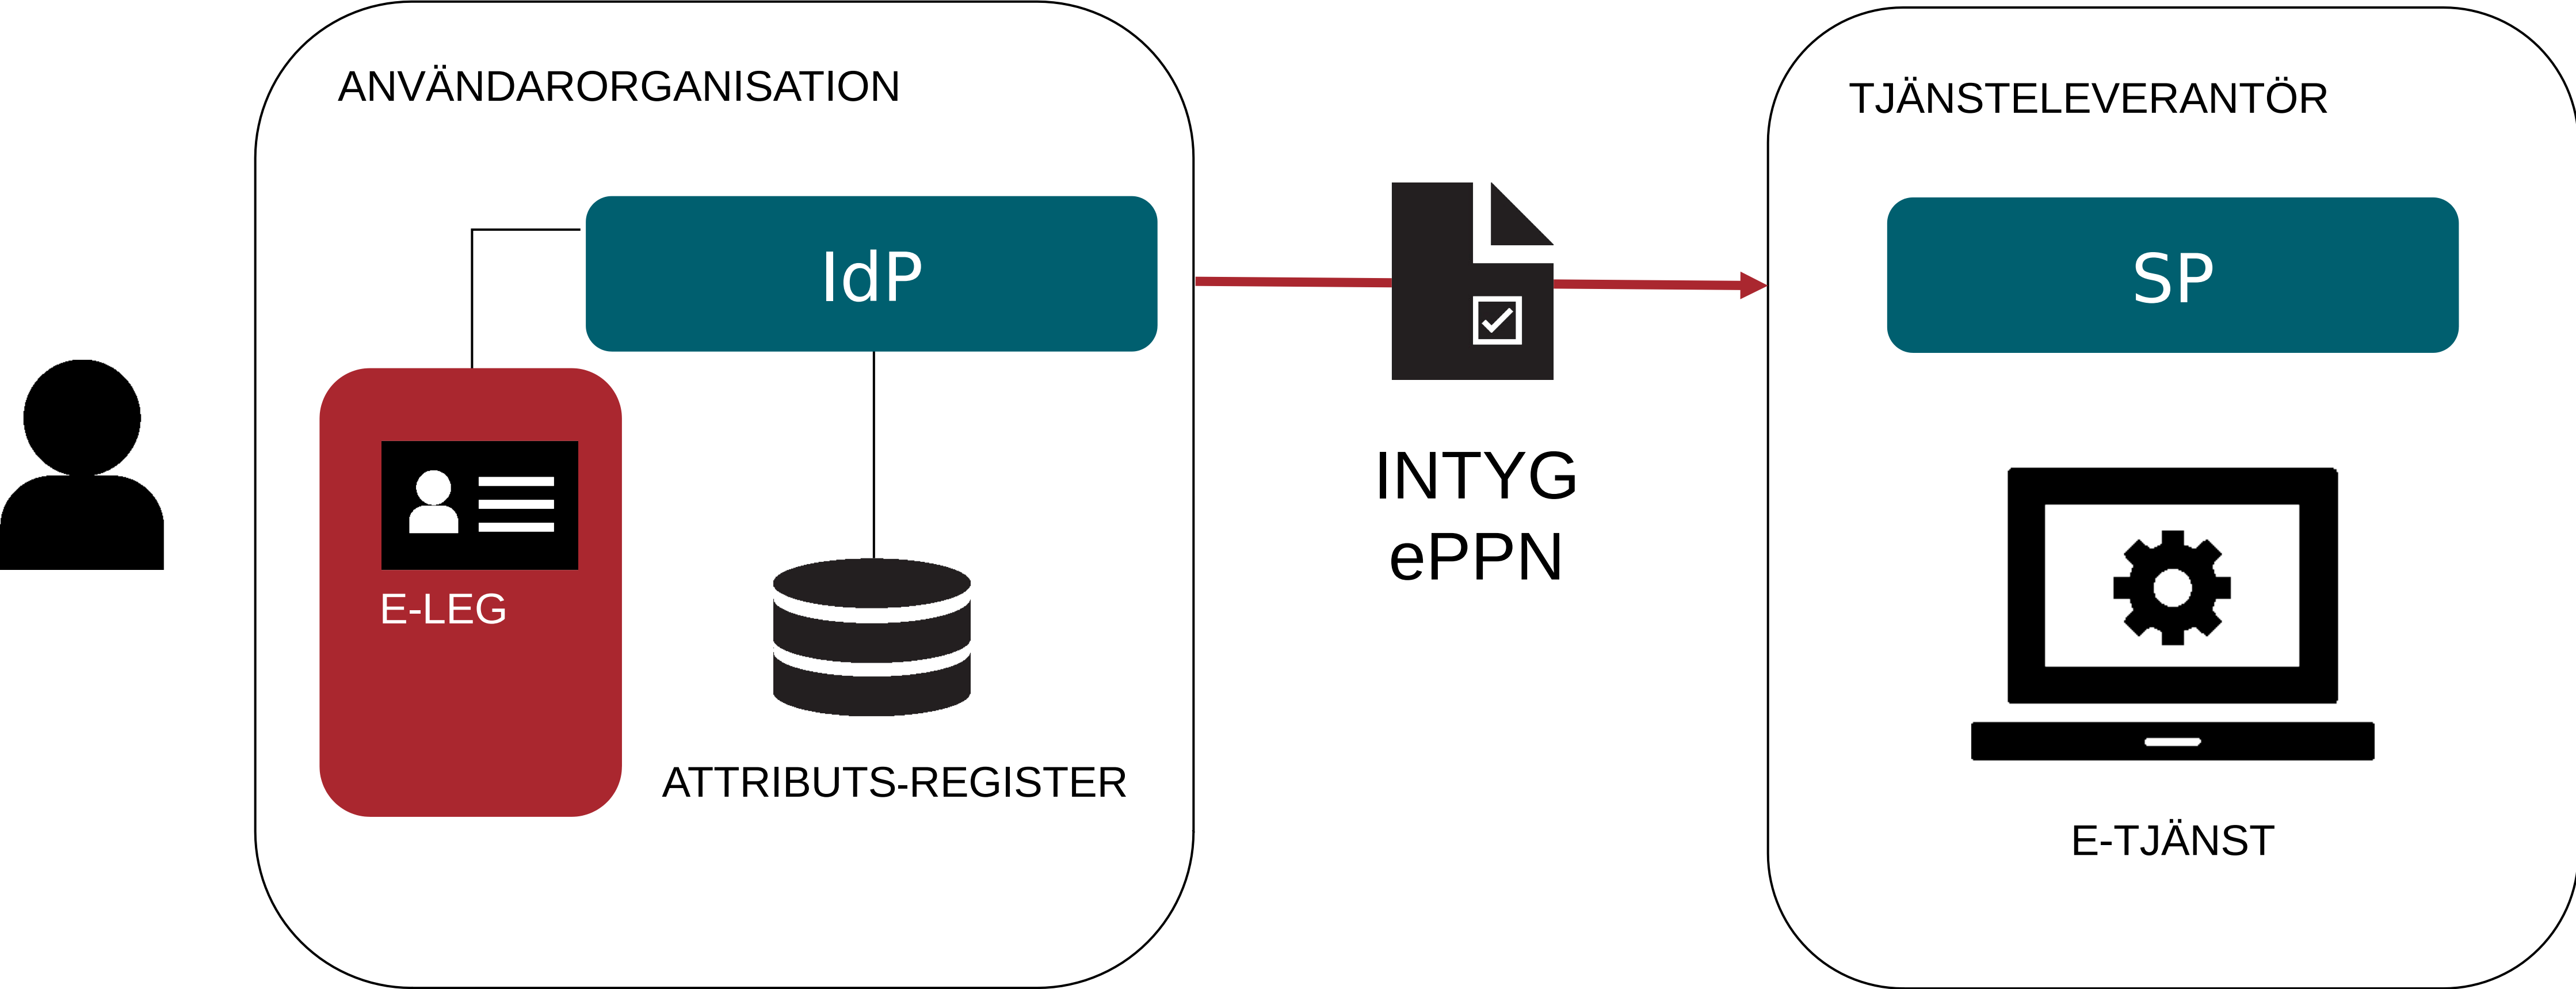 ANVÄNDARORGANISATION
IdP
E-LEG
ATTRIBUTS-REGISTER
INTYG
ePPN
TJÄNSTELEVERANTÖR
SP
E-TJÄNST